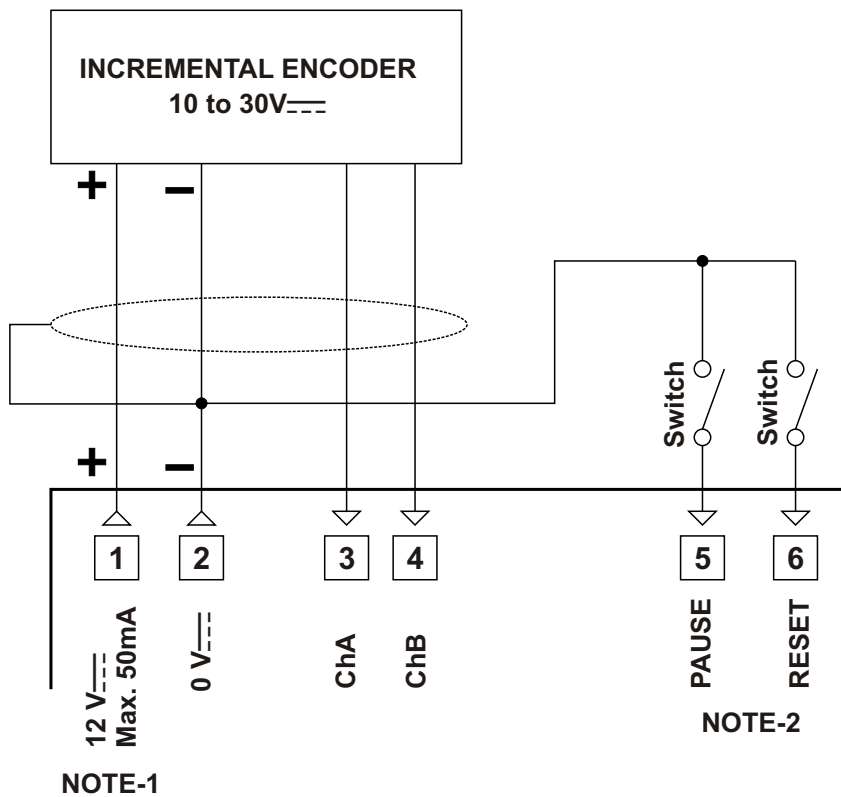 INCREMENTAL ENCODER
10 to 30V⎓
+
−
Switch
Switch
+
−
1
2
3
4
5
6
12 V⎓
Max. 50mA
0 V⎓
ChA
ChB
PAUSE
RESET
NOTE-2
NOTE-1